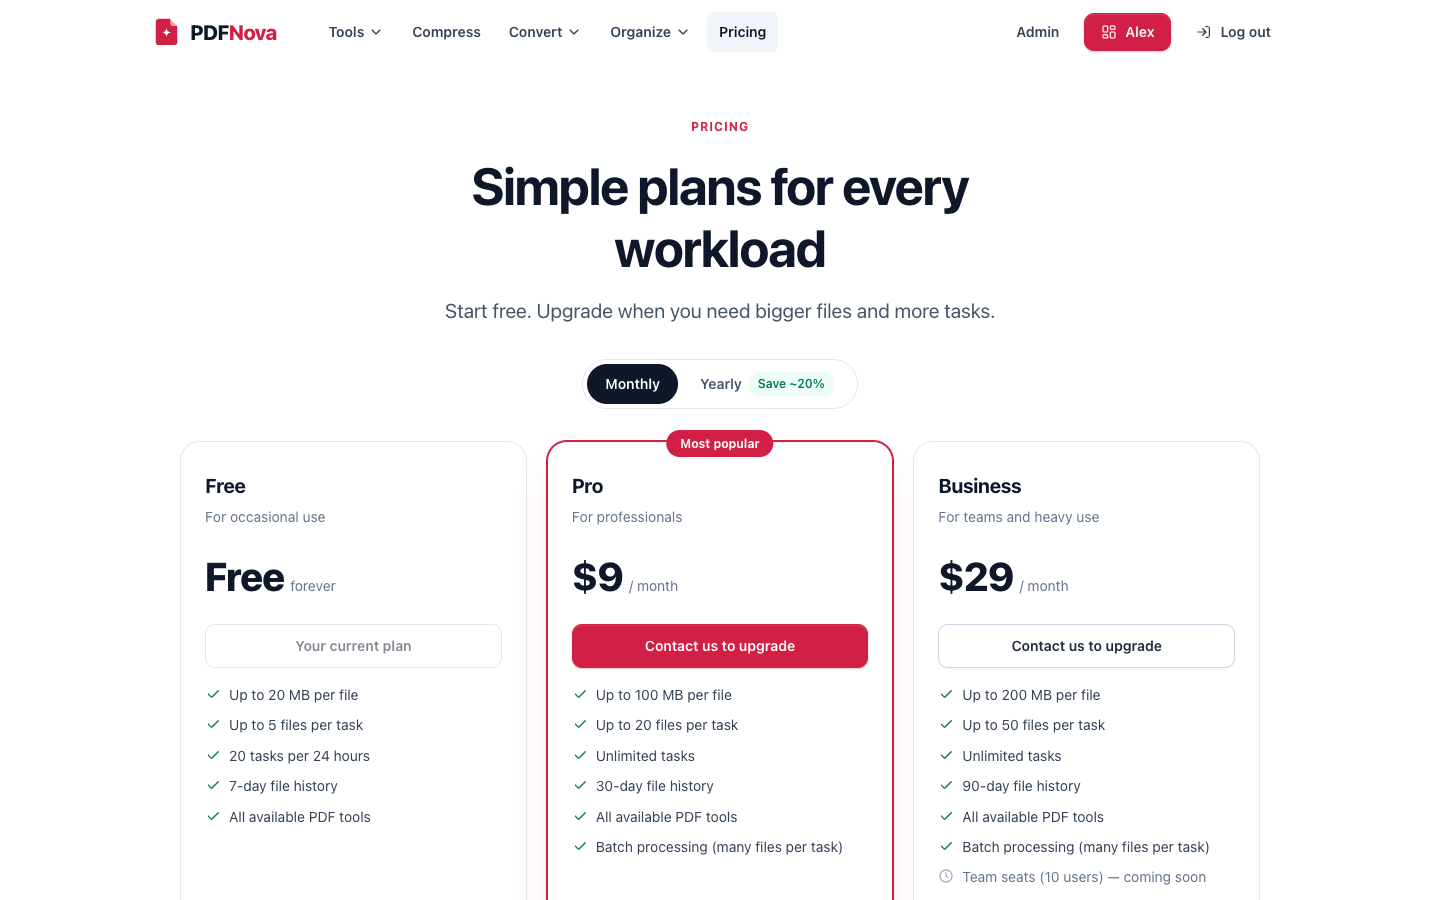 PDFNova
Tools
Compress
Convert
Organize
Pricing
Admin
Alex
Log out
PRICING
Simple plans for every
workload
Start free. Upgrade when you need bigger files and more tasks.
Monthly
Yearly
Save ~20%
Free
For occasional use
Free forever
Your current plan
Up to 20 MB per file
Up to 5 files per task
20 tasks per 24 hours
7-day file history
All available PDF tools
Most popular
Pro
For professionals
$9 / month
Contact us to upgrade
Up to 100 MB per file
Up to 20 files per task
Unlimited tasks
30-day file history
All available PDF tools
Batch processing (many files per task)
Business
For teams and heavy use
$29 / month
Contact us to upgrade
Up to 200 MB per file
Up to 50 files per task
Unlimited tasks
90-day file history
All available PDF tools
Batch processing (many files per task)
Team seats (10 users) — coming soon